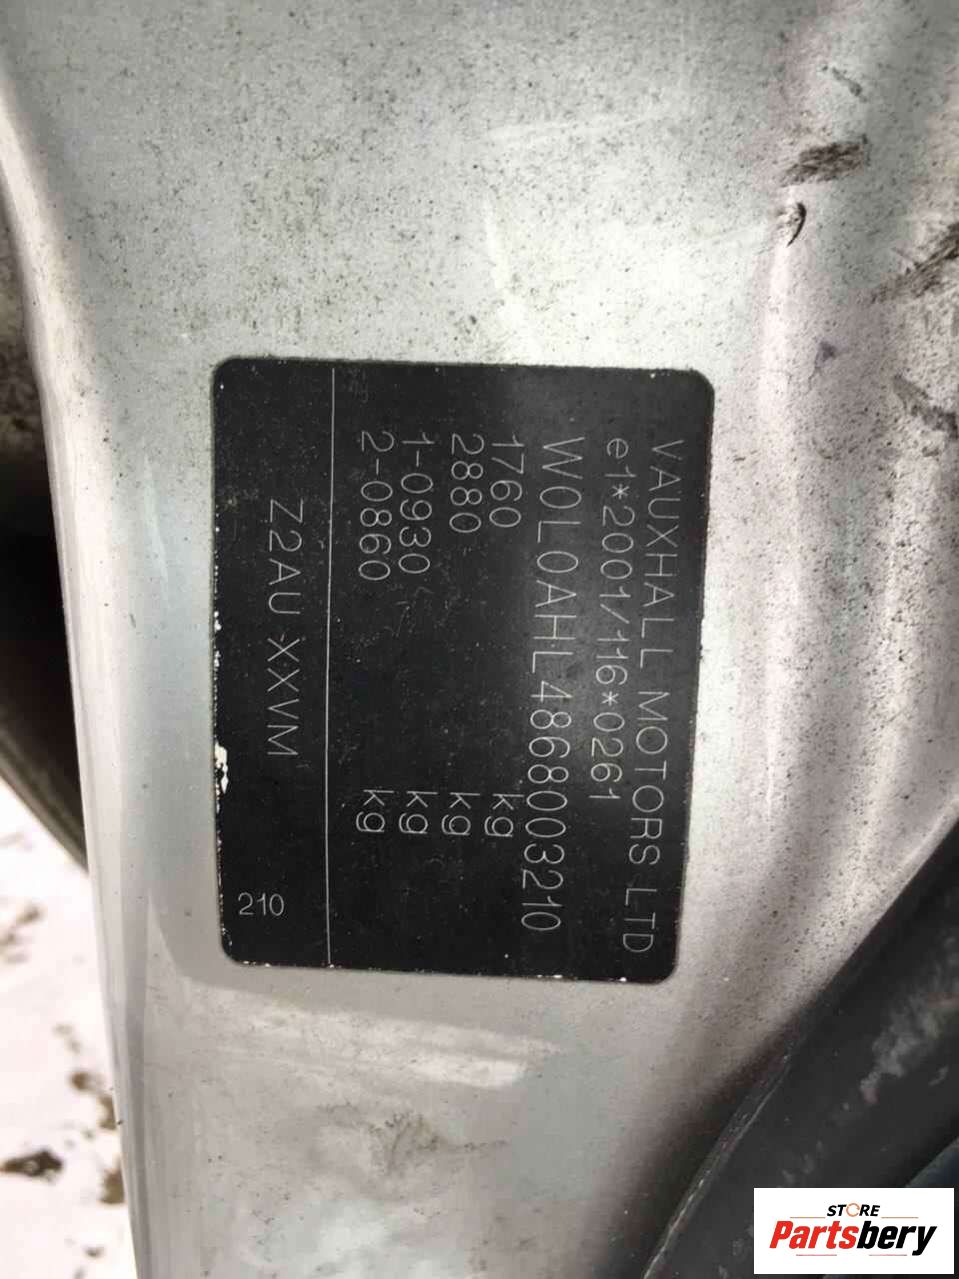 VAUXHALL MOTORS LTD
e1*2001/116*0261
W0L0AHL4868003210
1760 kg
2880 kg
1-0930 kg
2-0860 kg
Z2AU XXVM
210
STORE
Partsbery